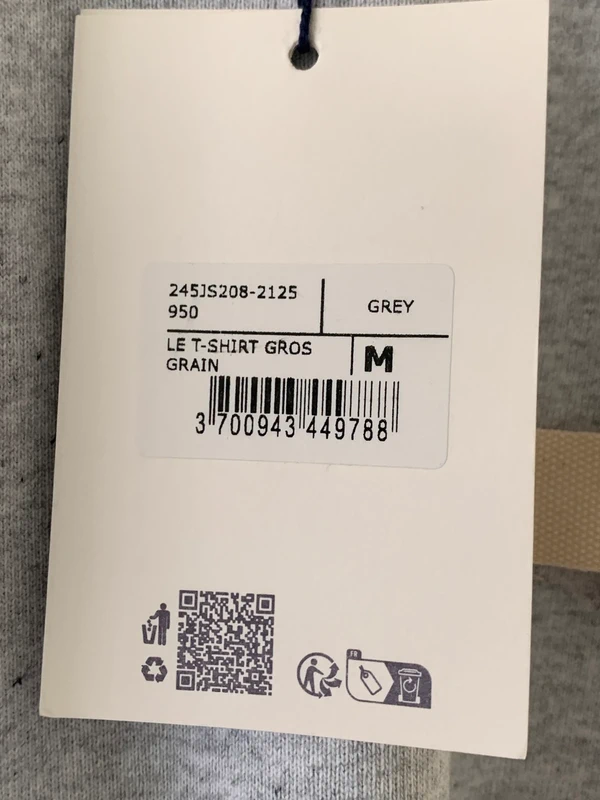 245JS208-2125
950
GREY
LE T-SHIRT GROS
GRAIN
M
3 700943 449788
FR